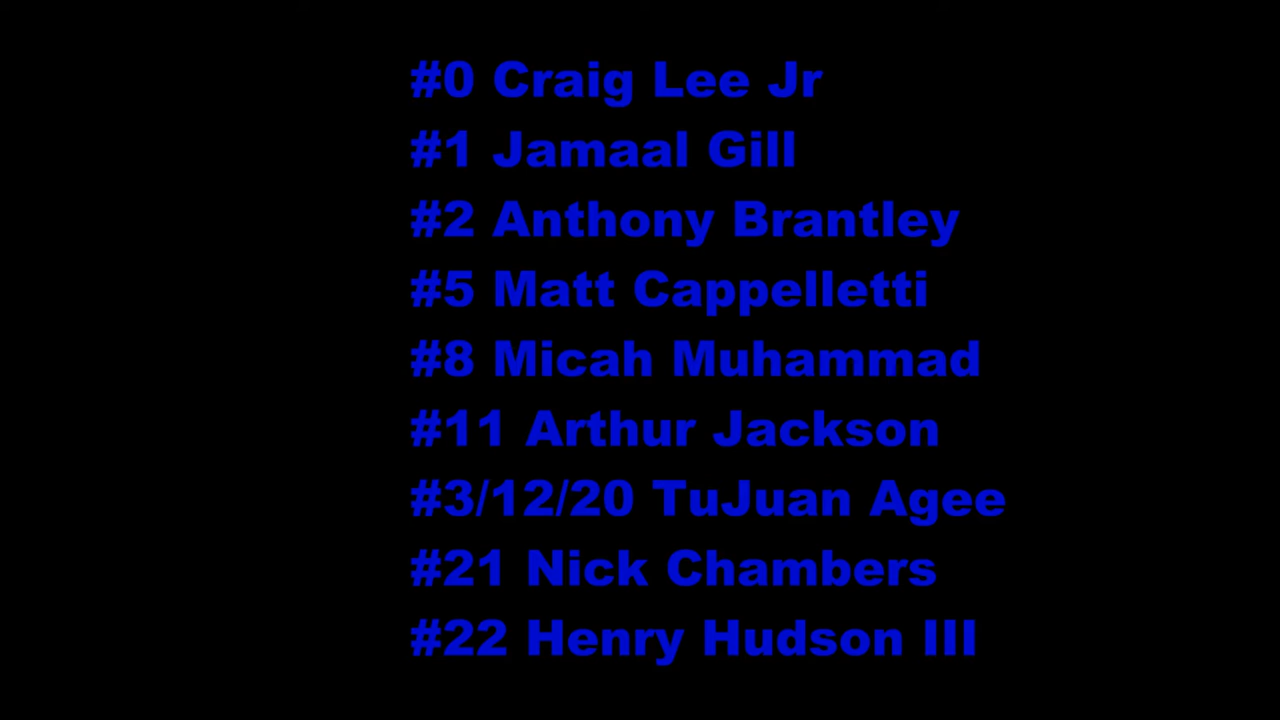 #0 Craig Lee Jr
#1 Jamaal Gill
#2 Anthony Brantley
#5 Matt Cappelletti
#8 Micah Muhammad
#11 Arthur Jackson
#3/12/20 TuJuan Agee
#21 Nick Chambers
#22 Henry Hudson III